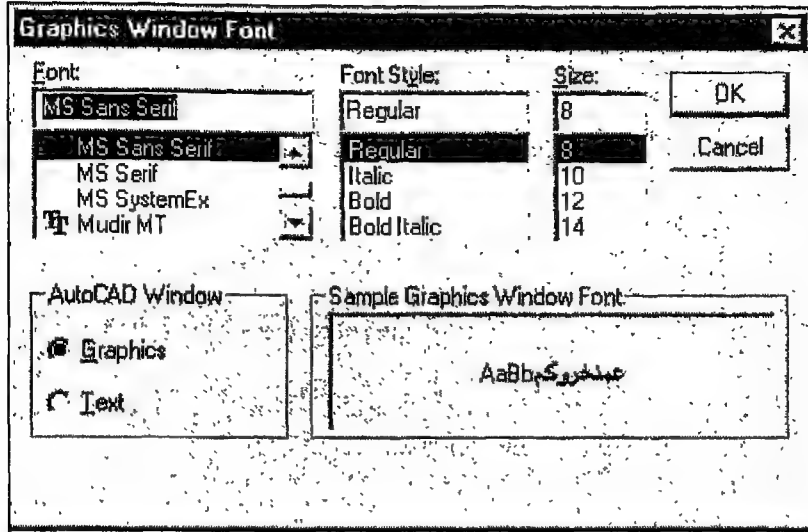 Graphics Window Font
Font:
Font Style:
Size:
MS Sans Serif
Regular
8
OK
MS Sans Serif
Regular
8
Cancel
MS Serif
Italic
10
MS SystemEx
Bold
12
Mudir MT
Bold Italic
14
AutoCAD Window
Sample Graphics Window Font
Graphics
AaBb
Text